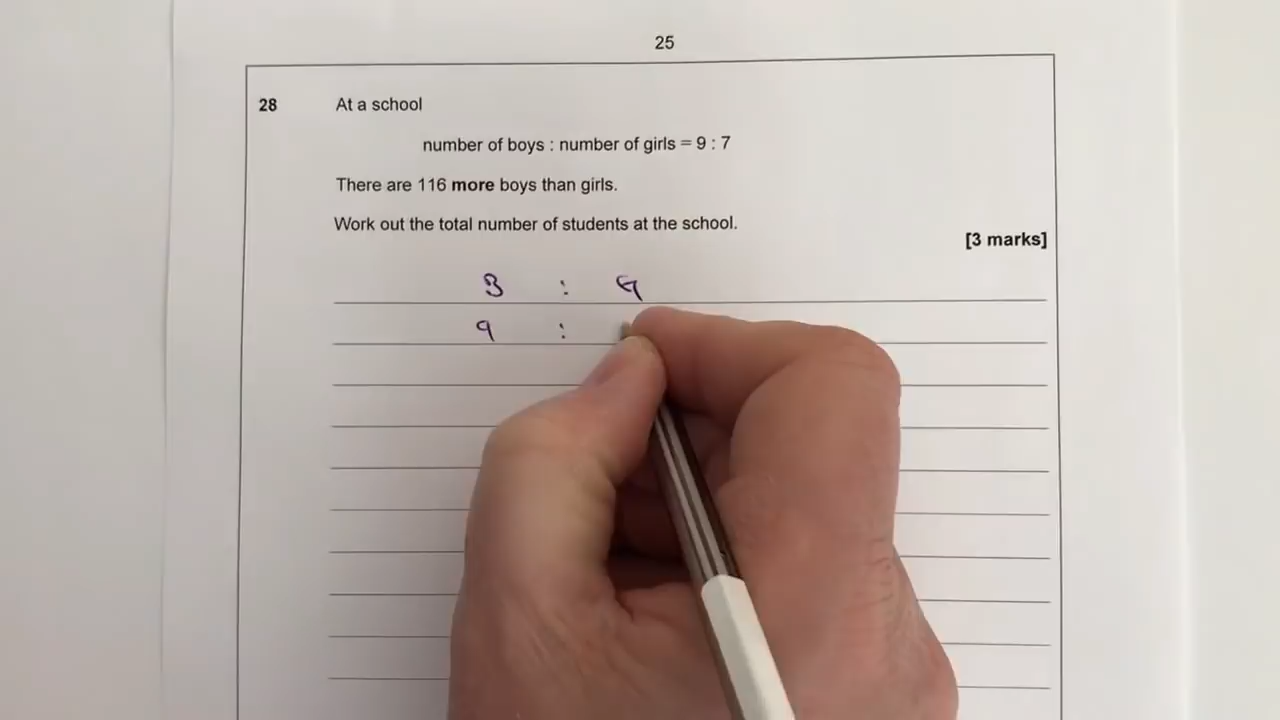 25
28 At a school
number of boys : number of girls = 9 : 7
There are 116 more boys than girls.
Work out the total number of students at the school.
[3 marks]
B : G
9 :